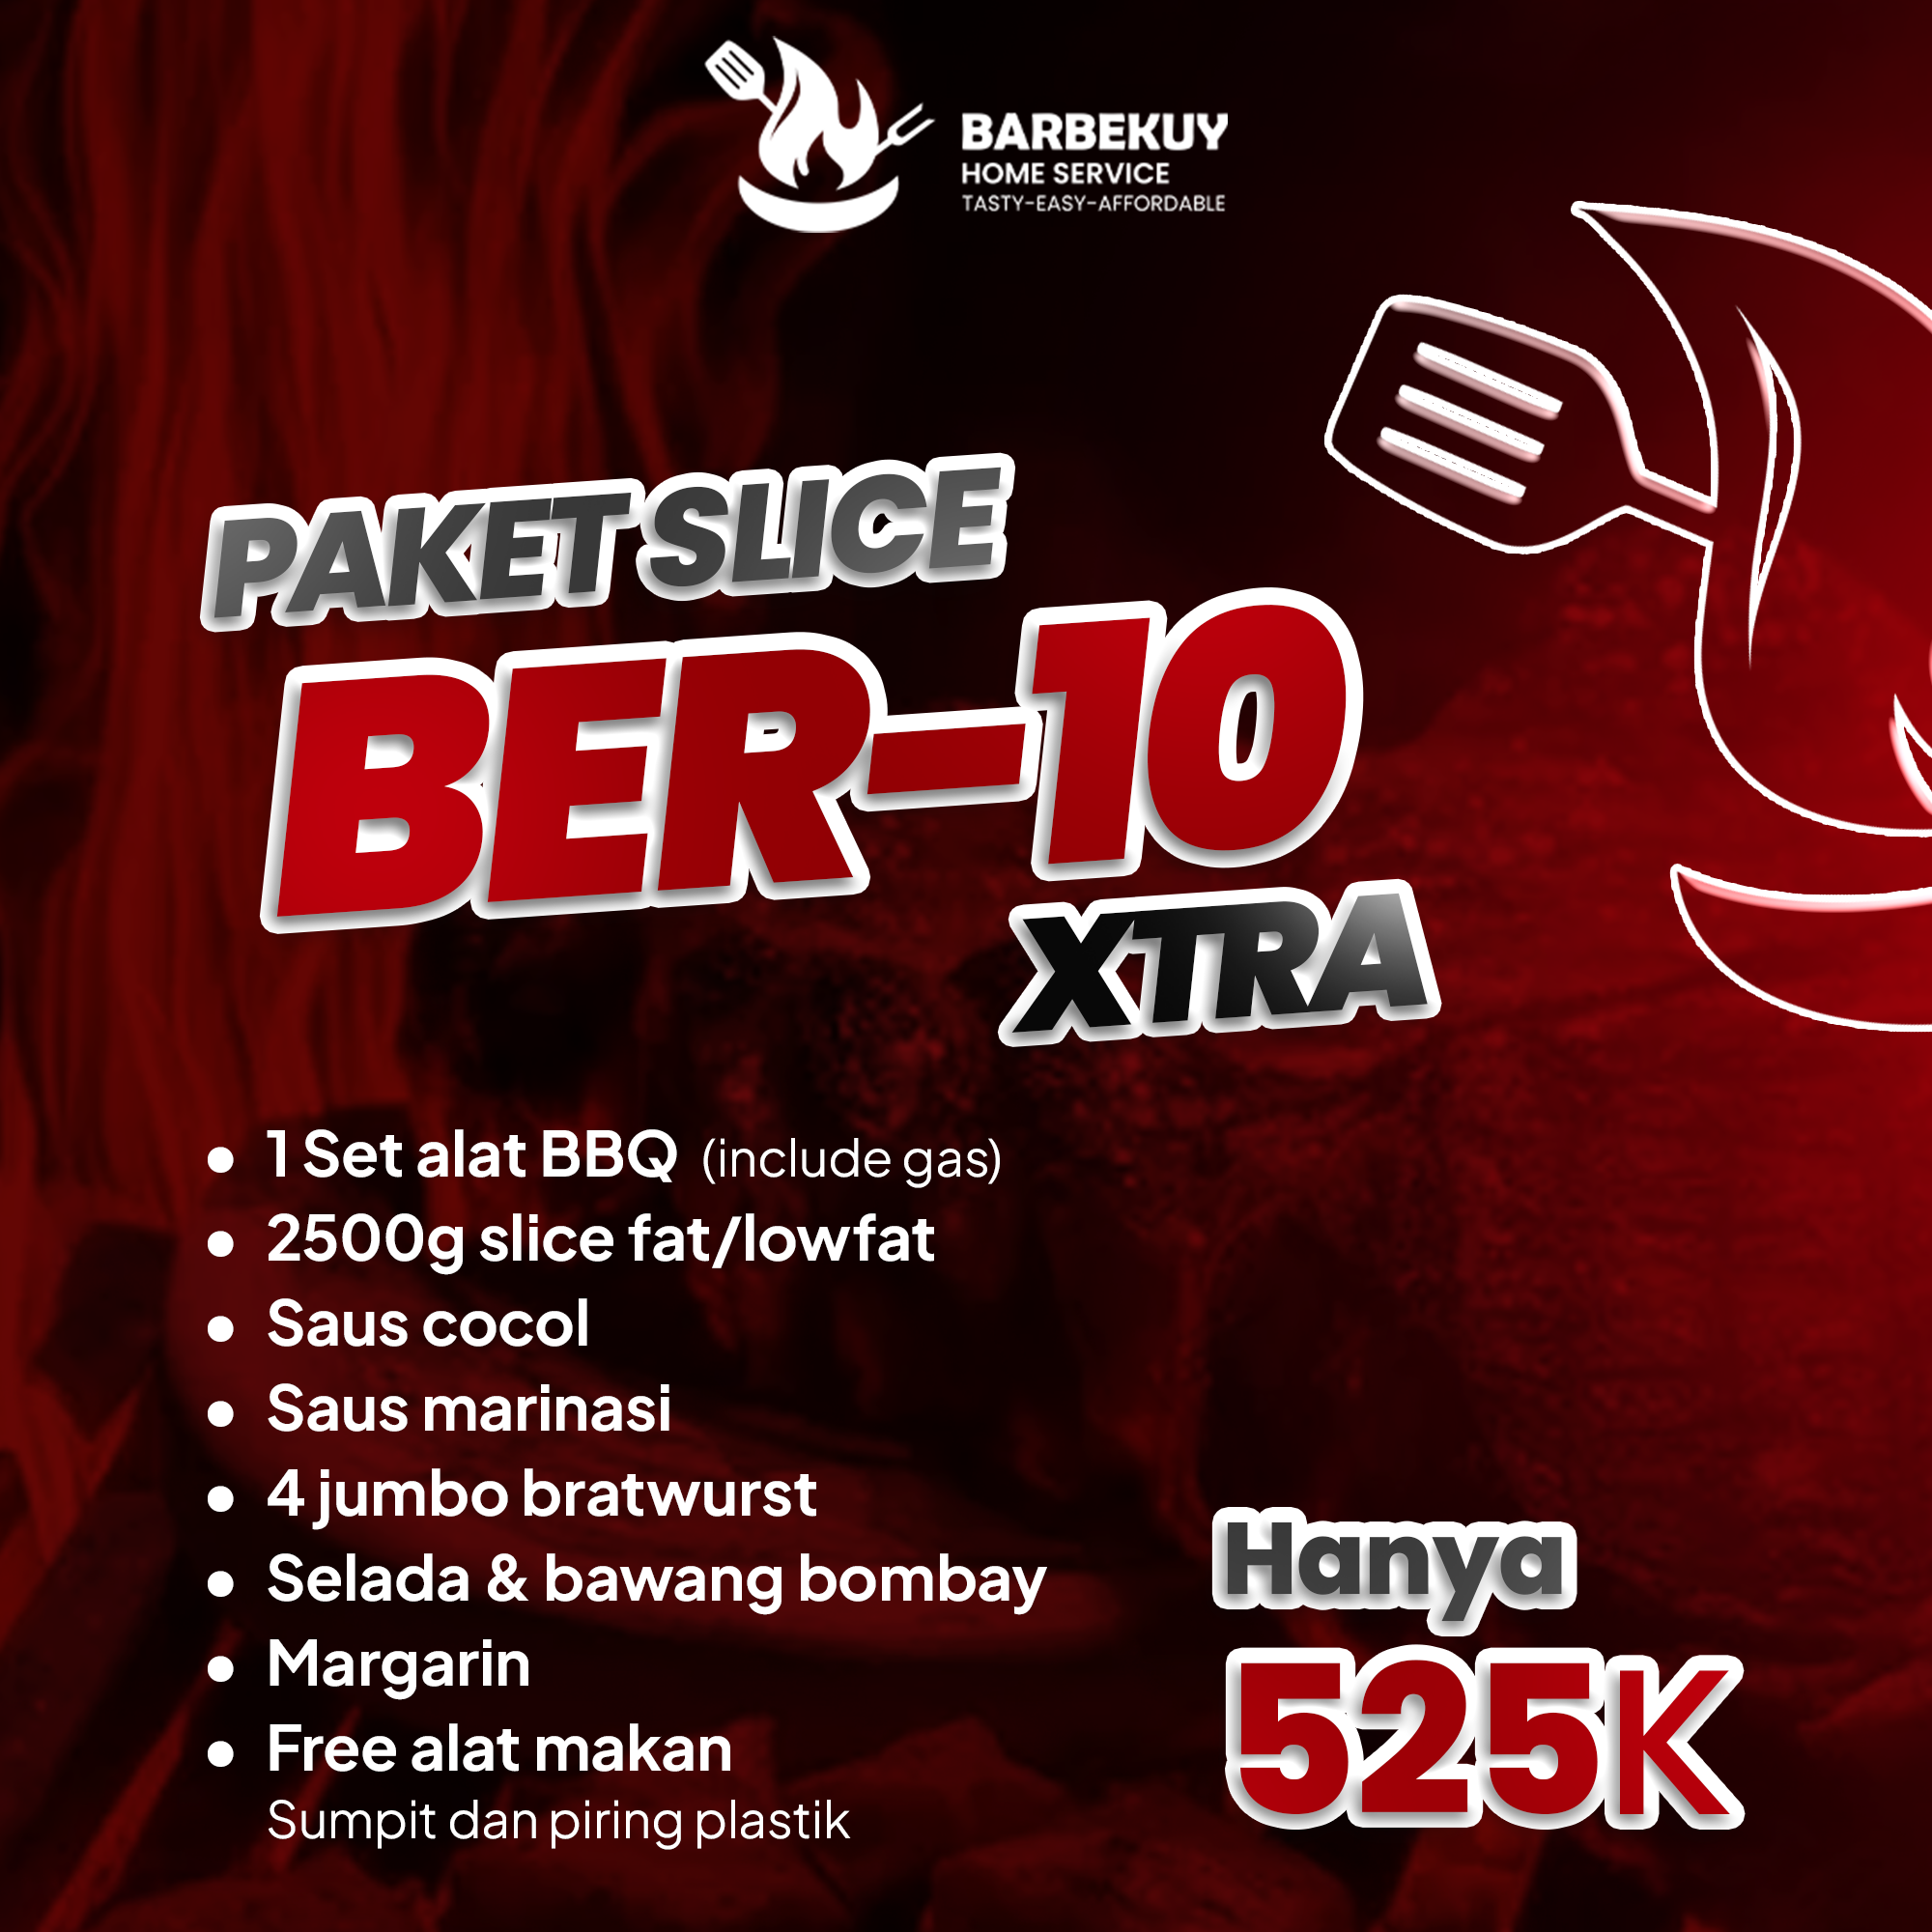 BARBEKUY
HOME SERVICE
TASTY-EASY-AFFORDABLE
PAKET SLICE
BER-10
XTRA
1 Set alat BBQ (include gas)
2500g slice fat/lowfat
Saus cocol
Saus marinasi
4 jumbo bratwurst
Selada & bawang bombay
Margarin
Free alat makan
Sumpit dan piring plastik
Hanya
525K